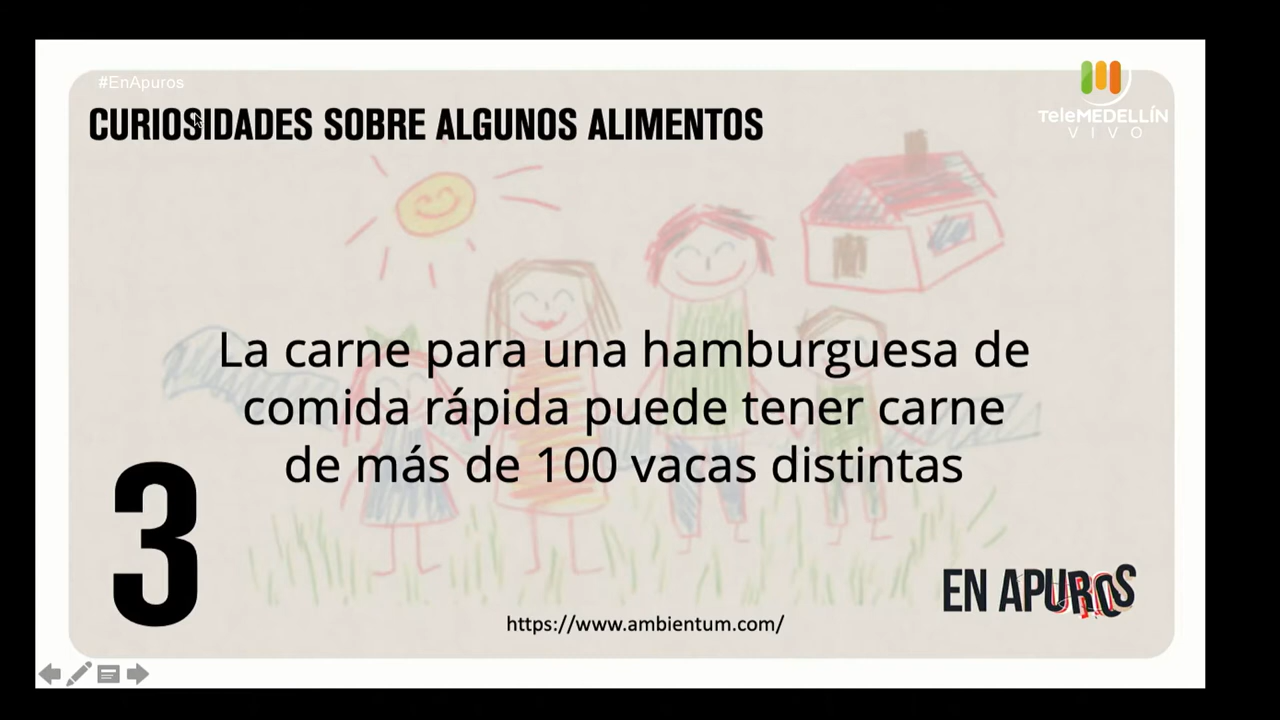 #EnApuros
CURIOSIDADES SOBRE ALGUNOS ALIMENTOS
TeleMEDELLÍN
VIVO
La carne para una hamburguesa de
comida rápida puede tener carne
de más de 100 vacas distintas
3
EN APUROS
https://www.ambientum.com/